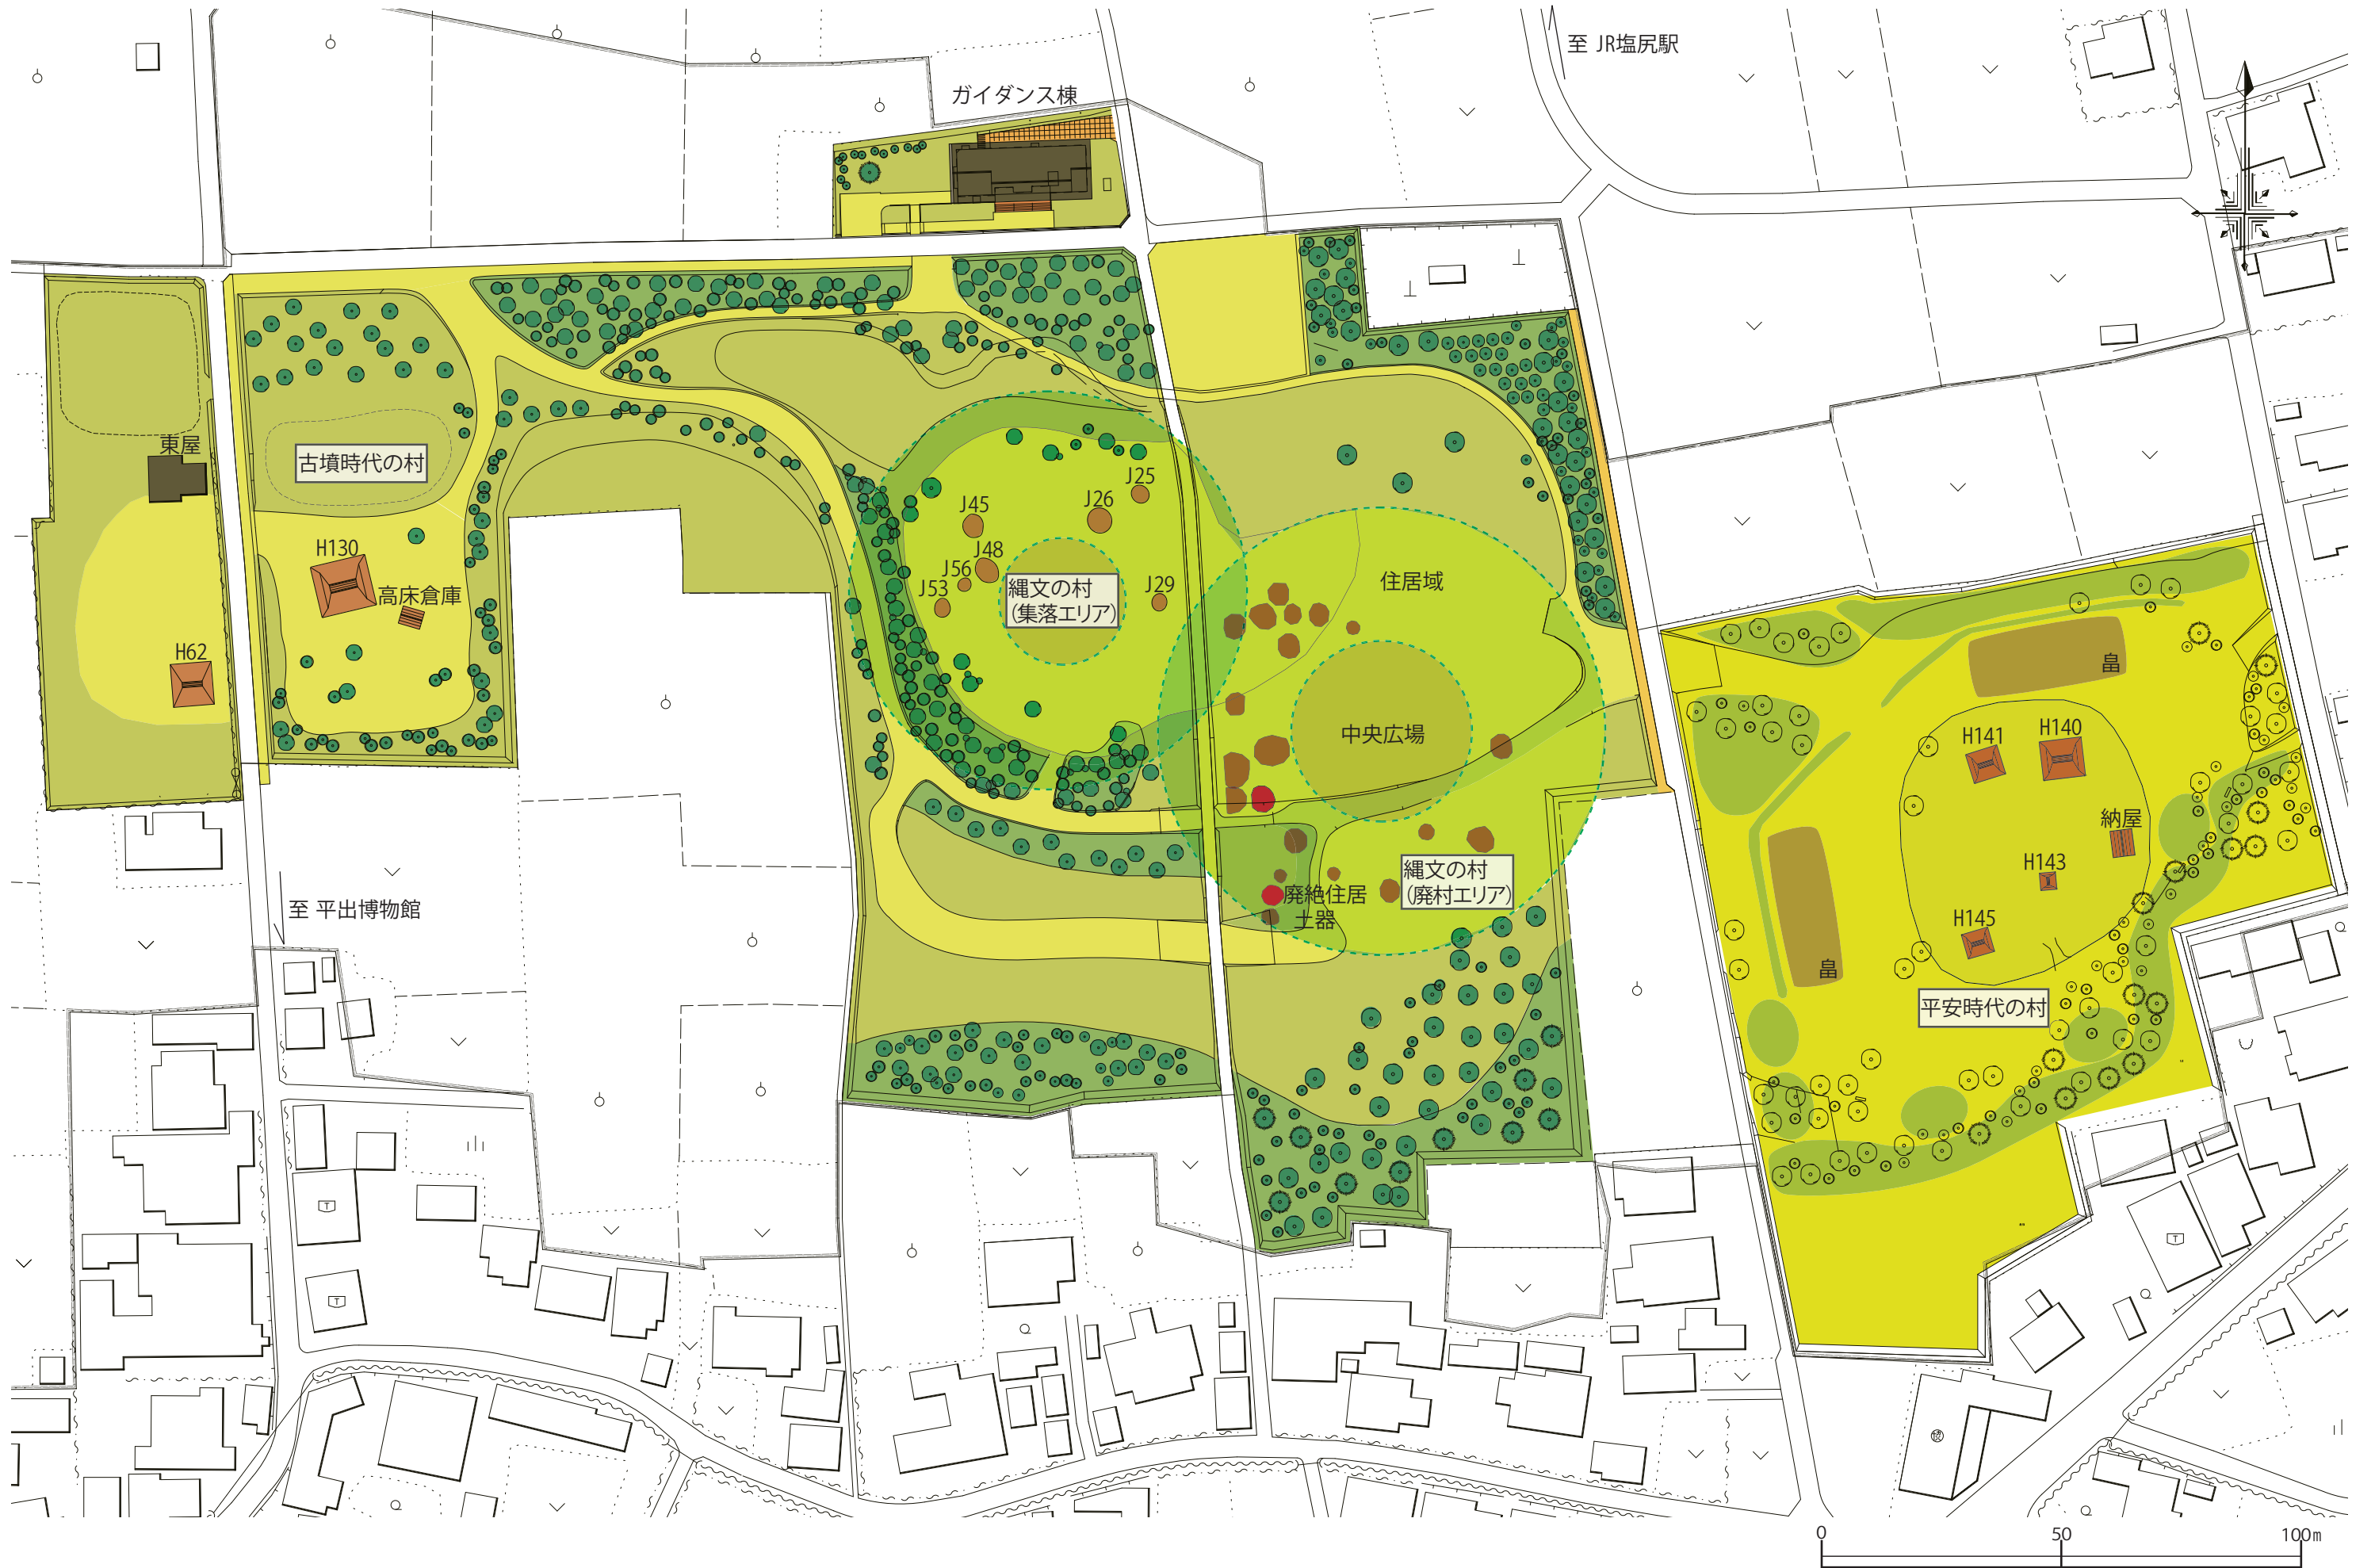 至 JR塩尻駅
ガイダンス棟
東屋
古墳時代の村
H130
高床倉庫
H62
J25
J26
J45
J48
J56
J53
J29
縄文の村
(集落エリア)
住居域
中央広場
縄文の村
(廃村エリア)
廃絶住居
土器
畠
H141
H140
納屋
H143
H145
畠
平安時代の村
至 平出博物館
T
T
T
0
50
100m